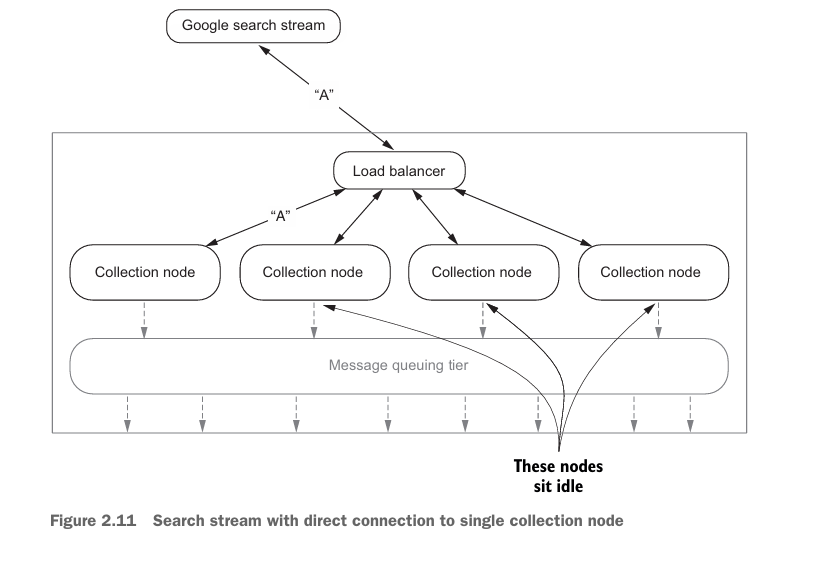 Google search stream
“A”
Load balancer
“A”
Collection node
Collection node
Collection node
Collection node
Message queuing tier
These nodes
sit idle
Figure 2.11 Search stream with direct connection to single collection node